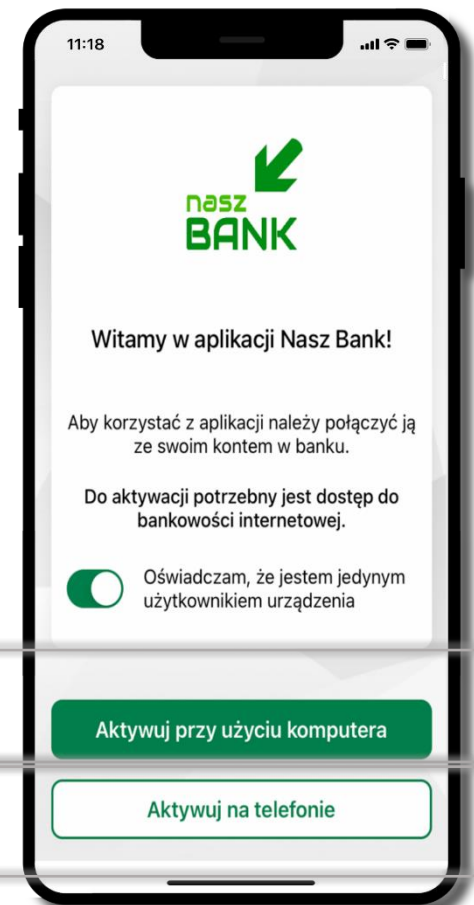 11:18
nasz
BANK
Witamy w aplikacji Nasz Bank!
Aby korzystać z aplikacji należy połączyć ją
ze swoim kontem w banku.
Do aktywacji potrzebny jest dostęp do
bankowości internetowej.
Oświadczam, że jestem jedynym
użytkownikiem urządzenia
Aktywuj przy użyciu komputera
Aktywuj na telefonie